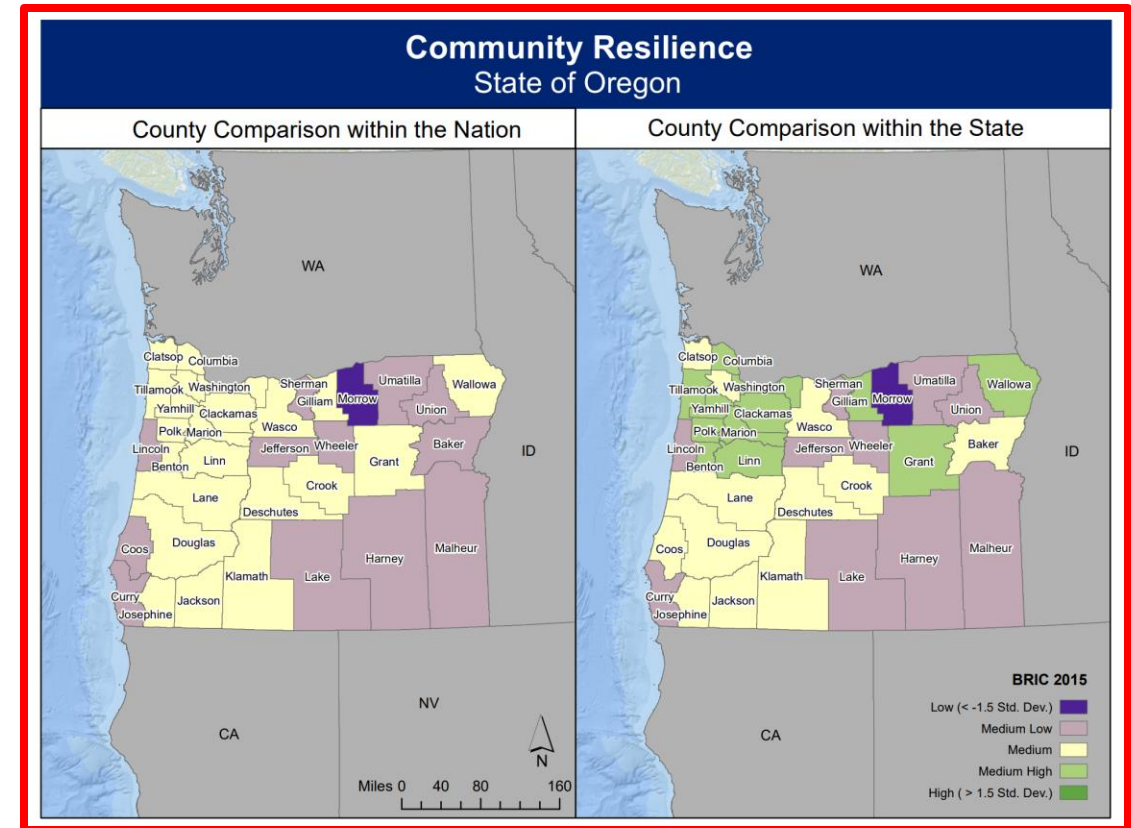 Community Resilience
State of Oregon
County Comparison within the Nation
WA
Clatsop
Columbia
Tillamook
Washington
Sherman
Umatilla
Wallowa
Gilliam
Morrow
Yamhill
Clackamas
Union
Wasco
Polk
Marion
Lincoln
Jefferson
Wheeler
Baker
ID
Benton
Linn
Grant
Crook
Lane
Deschutes
Coos
Douglas
Harney
Malheur
Klamath
Lake
Curry
Jackson
Josephine
NV
CA
N
Miles 0 40 80 160
County Comparison within the State
WA
Clatsop
Columbia
Tillamook
Washington
Sherman
Umatilla
Wallowa
Gilliam
Morrow
Yamhill
Clackamas
Union
Wasco
Polk
Marion
Lincoln
Jefferson
Wheeler
Baker
ID
Benton
Linn
Grant
Crook
Lane
Deschutes
Coos
Douglas
Harney
Malheur
Klamath
Lake
Curry
Jackson
Josephine
CA
BRIC 2015
Low (< -1.5 Std. Dev.)
Medium Low
Medium
Medium High
High ( > 1.5 Std. Dev.)